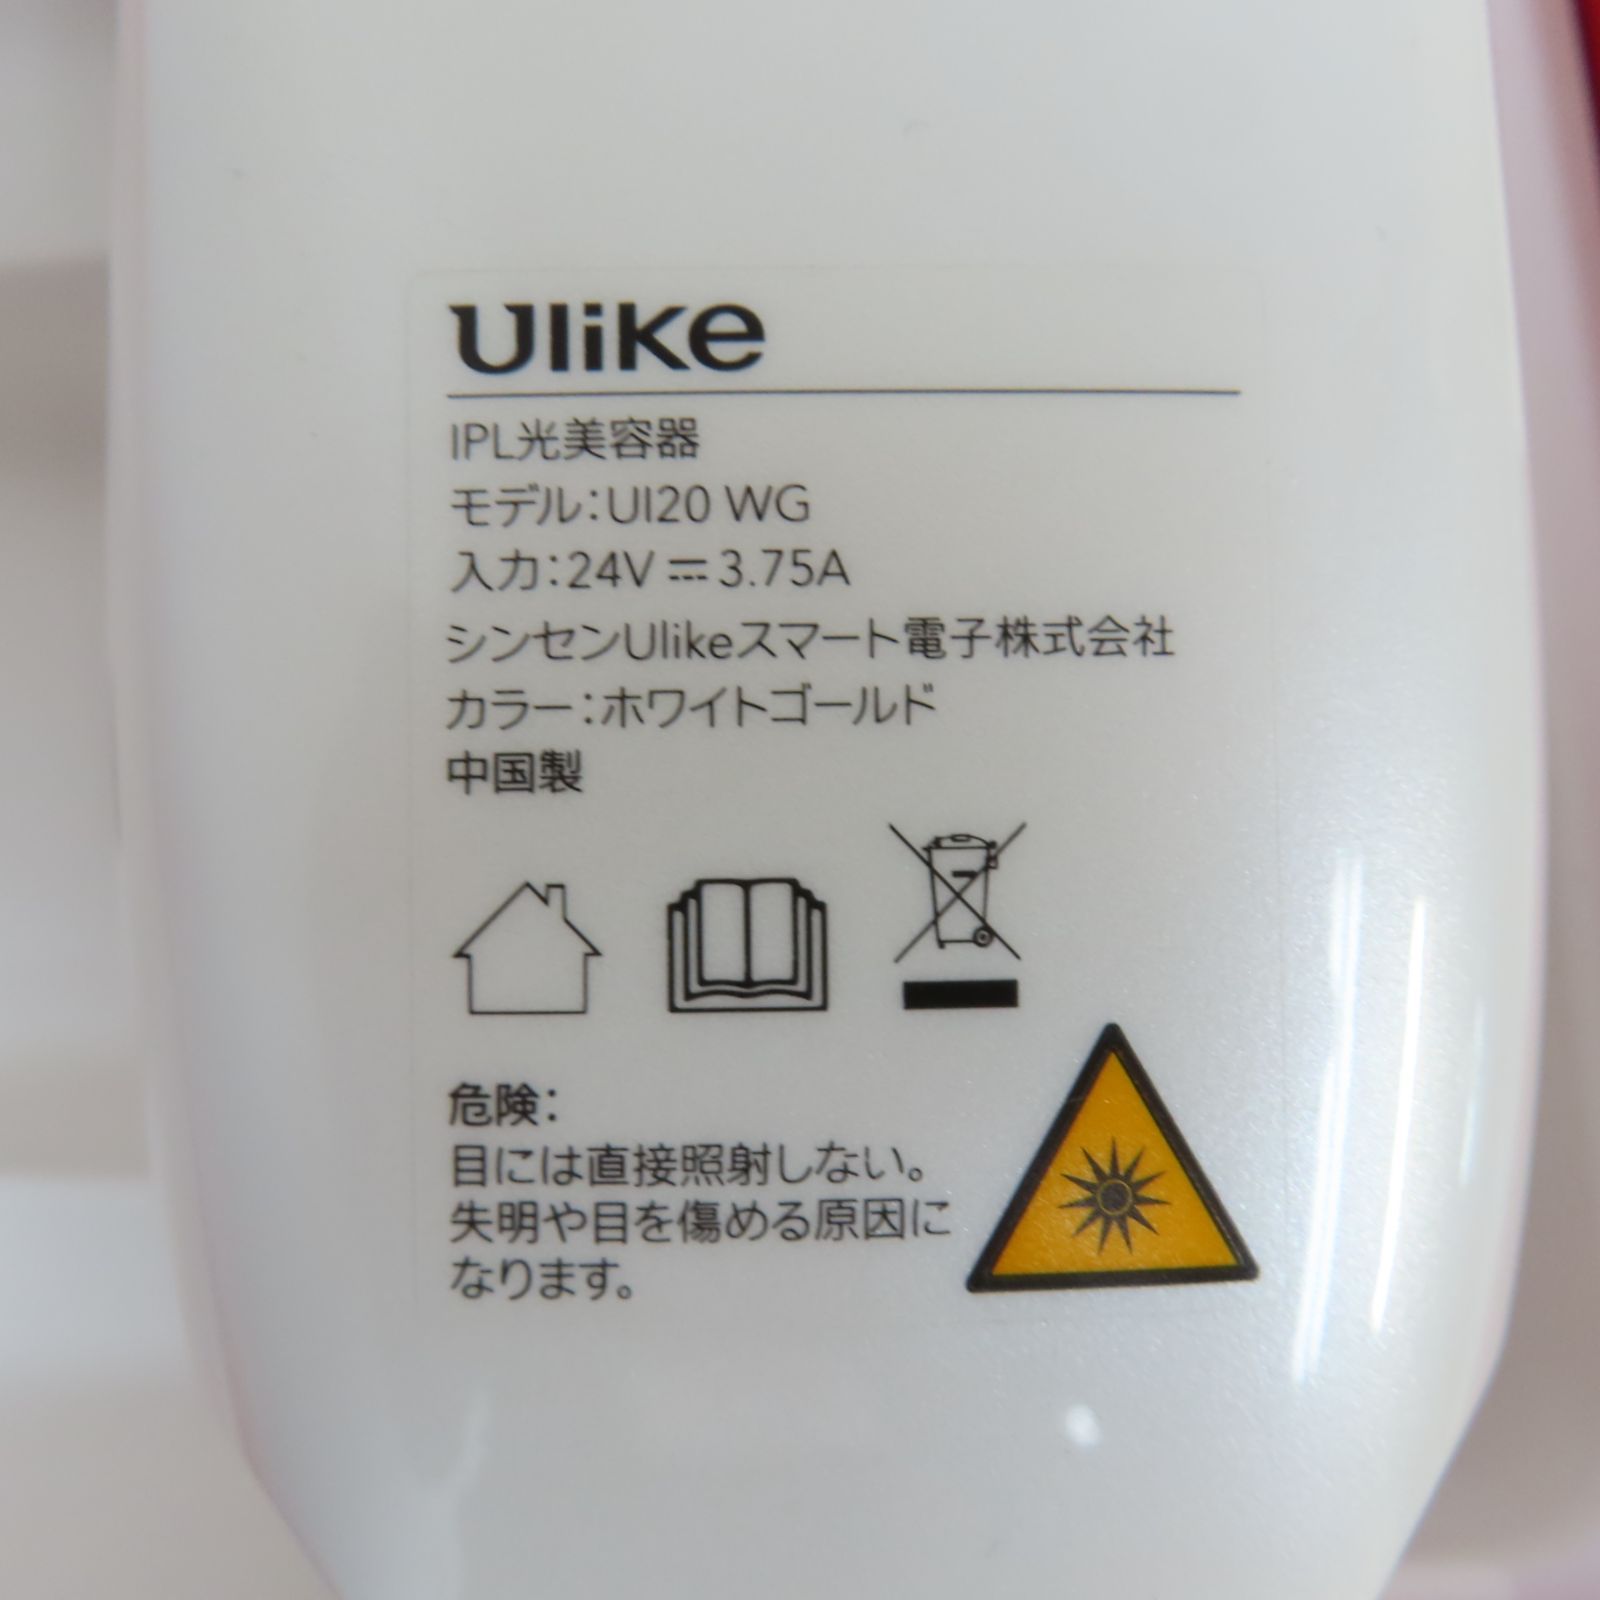 Ulike
IPL光美容器
モデル：UI20 WG
入力：24V ⎓ 3.75A
シンセンUlikeスマート電子株式会社
カラー：ホワイトゴールド
中国製
危険：
目には直接照射しない。
失明や目を傷める原因に
なります。